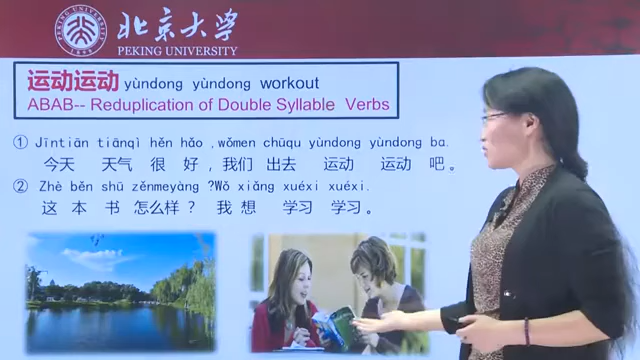 北京大学
PEKING UNIVERSITY
运动运动 yùndong yùndong workout
ABAB-- Reduplication of Double Syllable Verbs
① Jīntiān tiānqì hěn hǎo ,wǒmen chūqu yùndong yùndong ba.
今天 天气 很 好 , 我们 出去 运动 运动 吧 。
② Zhè běn shū zěnmeyàng ?Wǒ xiǎng xuéxi xuéxi.
这 本 书 怎么样 ? 我 想 学习 学习 。